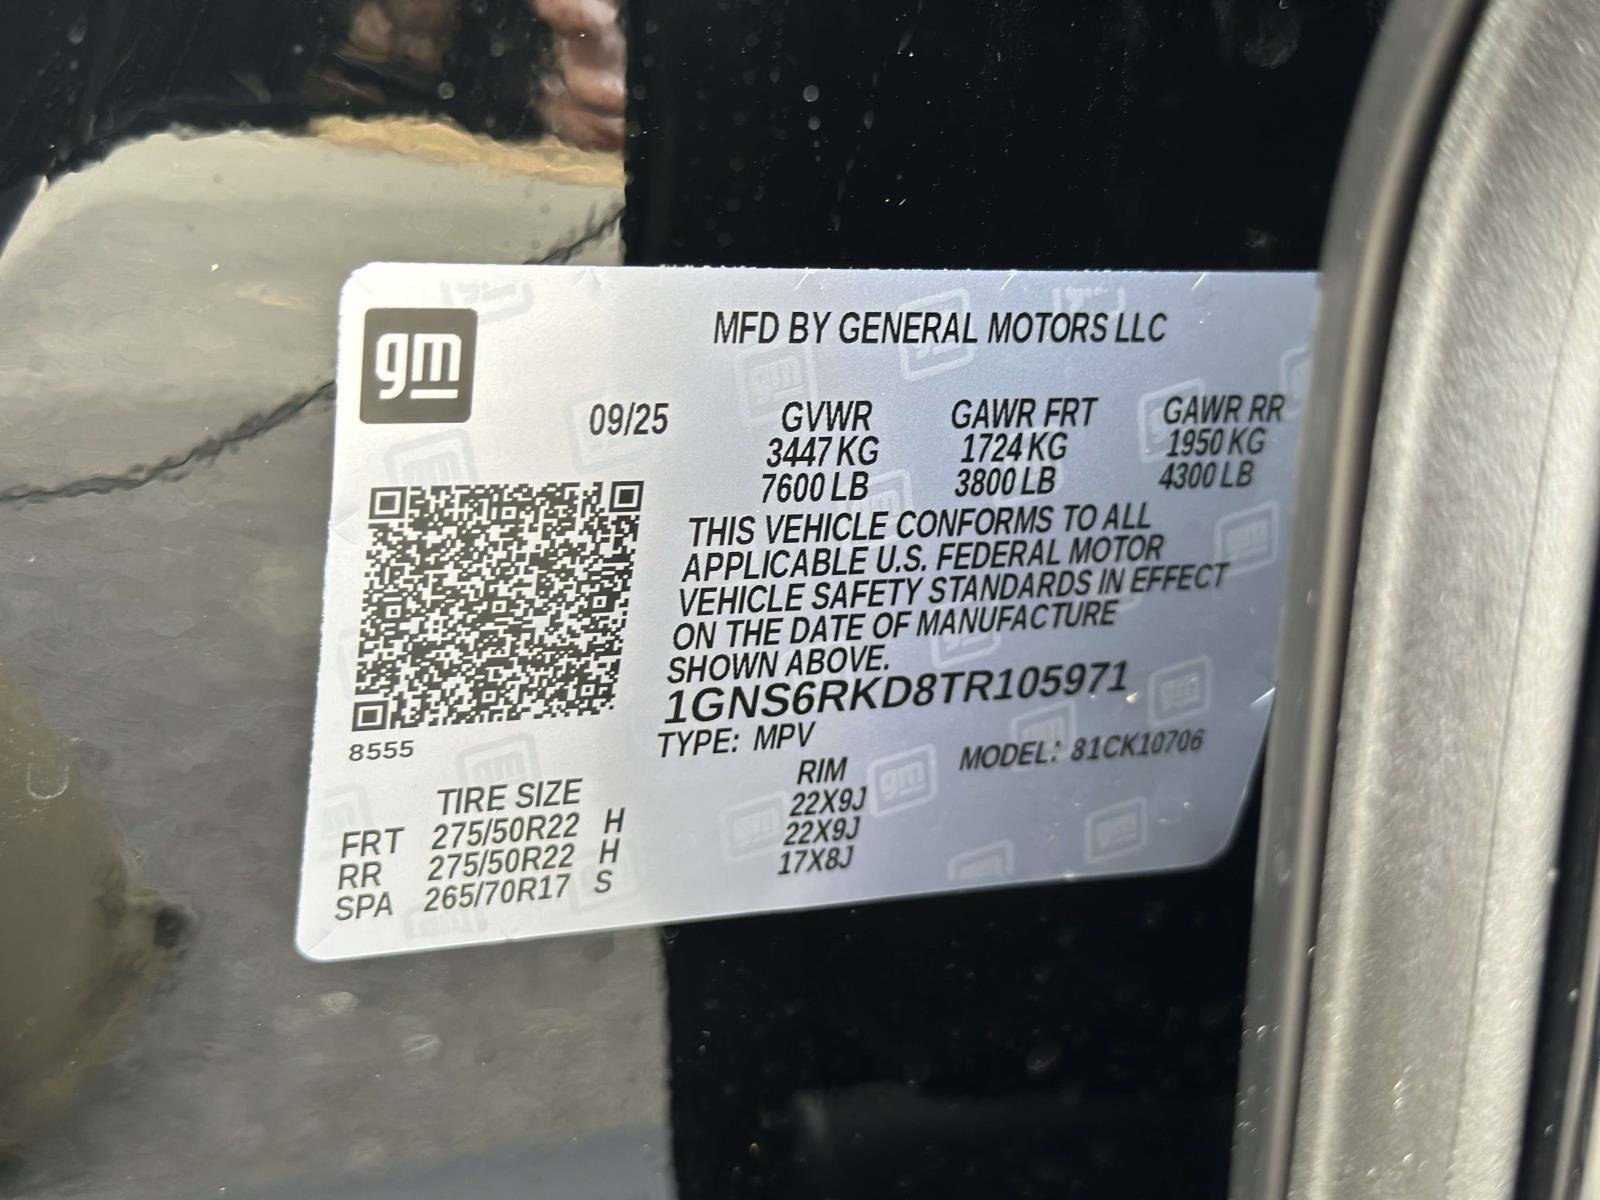 gm
MFD BY GENERAL MOTORS LLC
09/25 GVWR GAWR FRT GAWR RR
3447 KG 1724 KG 1950 KG
7600 LB 3800 LB 4300 LB
THIS VEHICLE CONFORMS TO ALL
APPLICABLE U.S. FEDERAL MOTOR
VEHICLE SAFETY STANDARDS IN EFFECT
ON THE DATE OF MANUFACTURE
SHOWN ABOVE.
1GNS6RKD8TR105971
8555
TYPE: MPV MODEL: 81CK10706
TIRE SIZE RIM
FRT 275/50R22 H 22X9J
RR 275/50R22 H 22X9J
SPA 265/70R17 S 17X8J